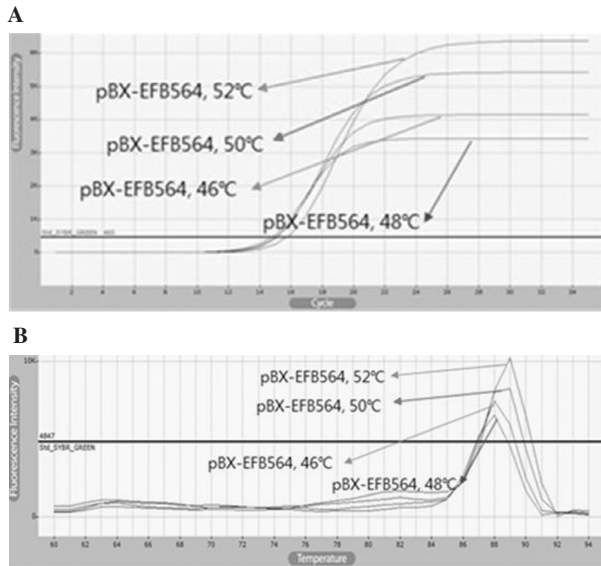 A
Fluorescence Intensity
pBX-EFB564, 52℃
pBX-EFB564, 50℃
pBX-EFB564, 46℃
pBX-EFB564, 48℃
Std_SYBR_GREEN
2 4 6 8 10 12 14 16 18 20 22 24 26 28 30 32 34
Cycle
B
Fluorescence Intensity
10K
pBX-EFB564, 52℃
pBX-EFB564, 50℃
4847
Std_SYBR_GREEN
pBX-EFB564, 46℃
pBX-EFB564, 48℃
0
60 62 64 66 68 70 72 74 76 78 80 82 84 86 88 90 92 94
Temperature